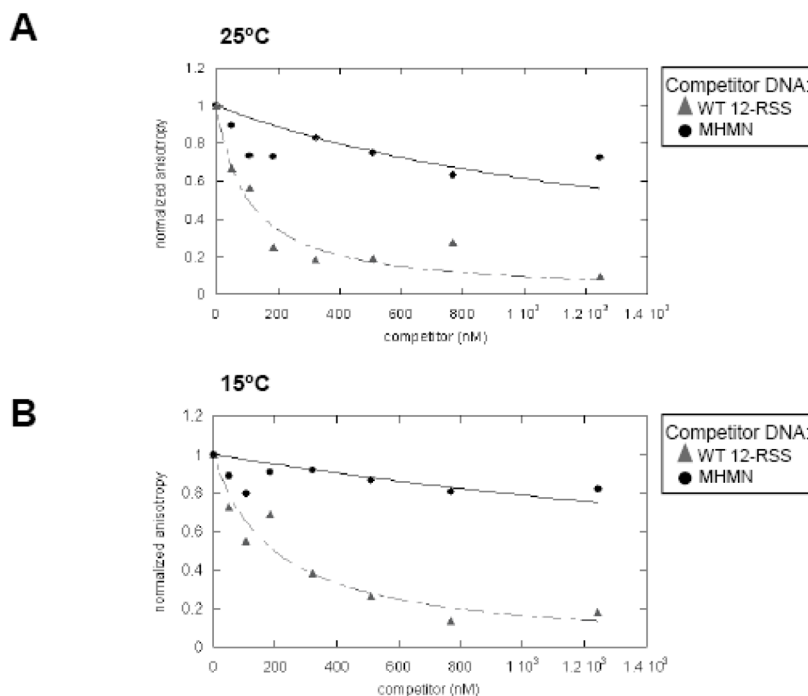 A
25°C
1.2
1
0.8
0.6
0.4
0.2
0
normalized anisotropy
0
200
400
600
800
1 10³
1.2 10³
1.4 10³
competitor (nM)
Competitor DNA:
WT 12-RSS
MHMN
B
15°C
1.2
1
0.8
0.6
0.4
0.2
0
normalized anisotropy
0
200
400
600
800
1 10³
1.2 10³
1.4 10³
competitor (nM)
Competitor DNA:
WT 12-RSS
MHMN